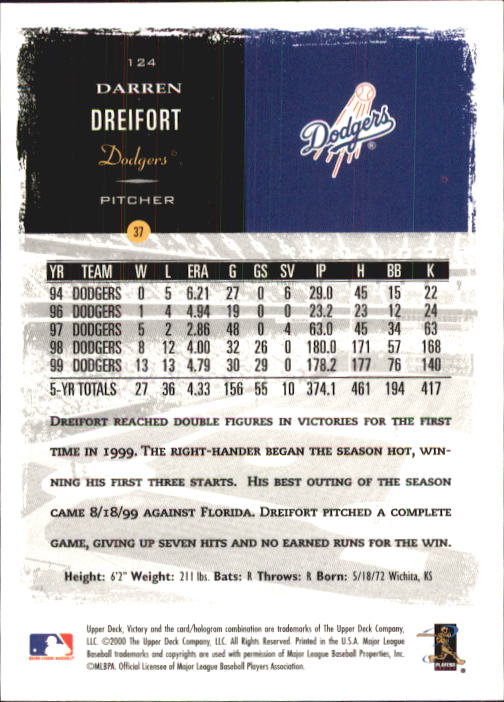 124
DARREN
DREIFORT
Dodgers
PITCHER
Dodgers®
37
YR TEAM W L ERA G GS SV IP H BB K
94 DODGERS 0 5 6.21 27 0 6 29.0 45 15 22
96 DODGERS 1 4 4.94 19 0 0 23.2 23 12 24
97 DODGERS 5 2 2.86 48 0 4 63.0 45 34 63
98 DODGERS 8 12 4.00 32 26 0 180.0 171 57 168
99 DODGERS 13 13 4.79 30 29 0 178.2 177 76 140
5-YR TOTALS 27 36 4.33 156 55 10 374.1 461 194 417
DREIFORT REACHED DOUBLE FIGURES IN VICTORIES FOR THE FIRST
TIME IN 1999. THE RIGHT-HANDER BEGAN THE SEASON HOT, WIN-
NING HIS FIRST THREE STARTS. HIS BEST OUTING OF THE SEASON
CAME 8/18/99 AGAINST FLORIDA. DREIFORT PITCHED A COMPLETE
GAME, GIVING UP SEVEN HITS AND NO EARNED RUNS FOR THE WIN.
Height: 6'2" Weight: 211 lbs. Bats: R Throws: R Born: 5/18/72 Wichita, KS
Upper Deck, Victory and the card/hologram combination are trademarks of The Upper Deck Company,
LLC. ©2000 The Upper Deck Company, LLC. All Rights Reserved. Printed in the U.S.A. Major League
Baseball trademarks and copyrights are used with permission of Major League Baseball Properties, Inc.
©MLBPA. Official Licensee of Major League Baseball Players Association.
PLAYERS